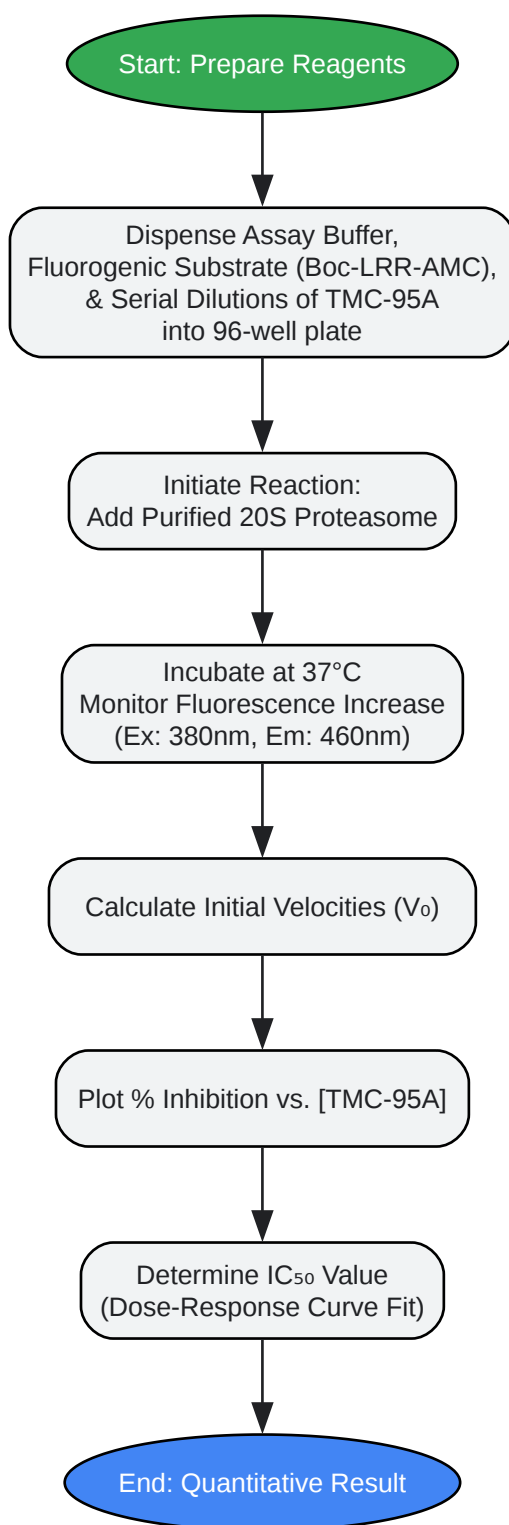 Start: Prepare Reagents
Dispense Assay Buffer,
Fluorogenic Substrate (Boc-LRR-AMC),
& Serial Dilutions of TMC-95A
into 96-well plate
Initiate Reaction:
Add Purified 20S Proteasome
Incubate at 37°C
Monitor Fluorescence Increase
(Ex: 380nm, Em: 460nm)
Calculate Initial Velocities (V₀)
Plot % Inhibition vs. [TMC-95A]
Determine IC₅₀ Value
(Dose-Response Curve Fit)
End: Quantitative Result